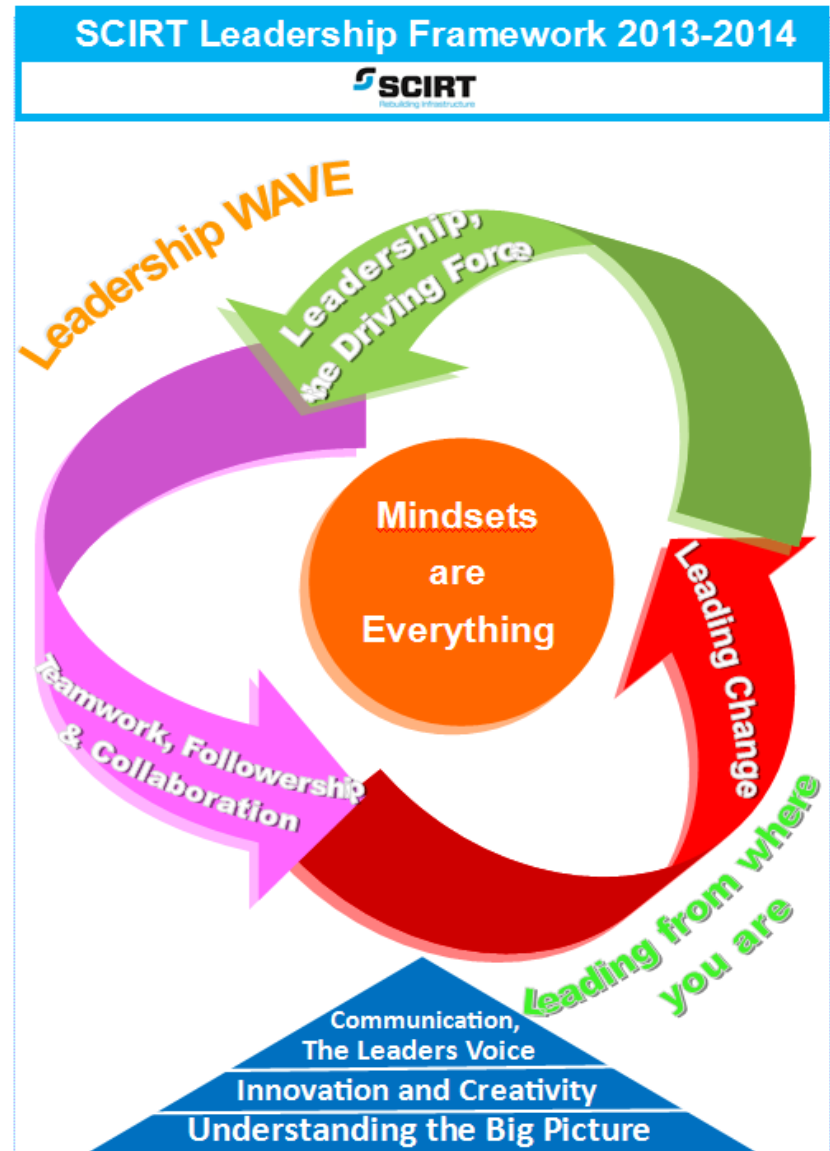 SCIRT Leadership Framework 2013-2014
SCIRT
Rebuilding Infrastructure
Leadership WAVE
Leadership,
the Driving Force
Mindsets
are
Everything
Leading Change
Teamwork, Followership
& Collaboration
Leading from where
you are
Communication,
The Leaders Voice
Innovation and Creativity
Understanding the Big Picture